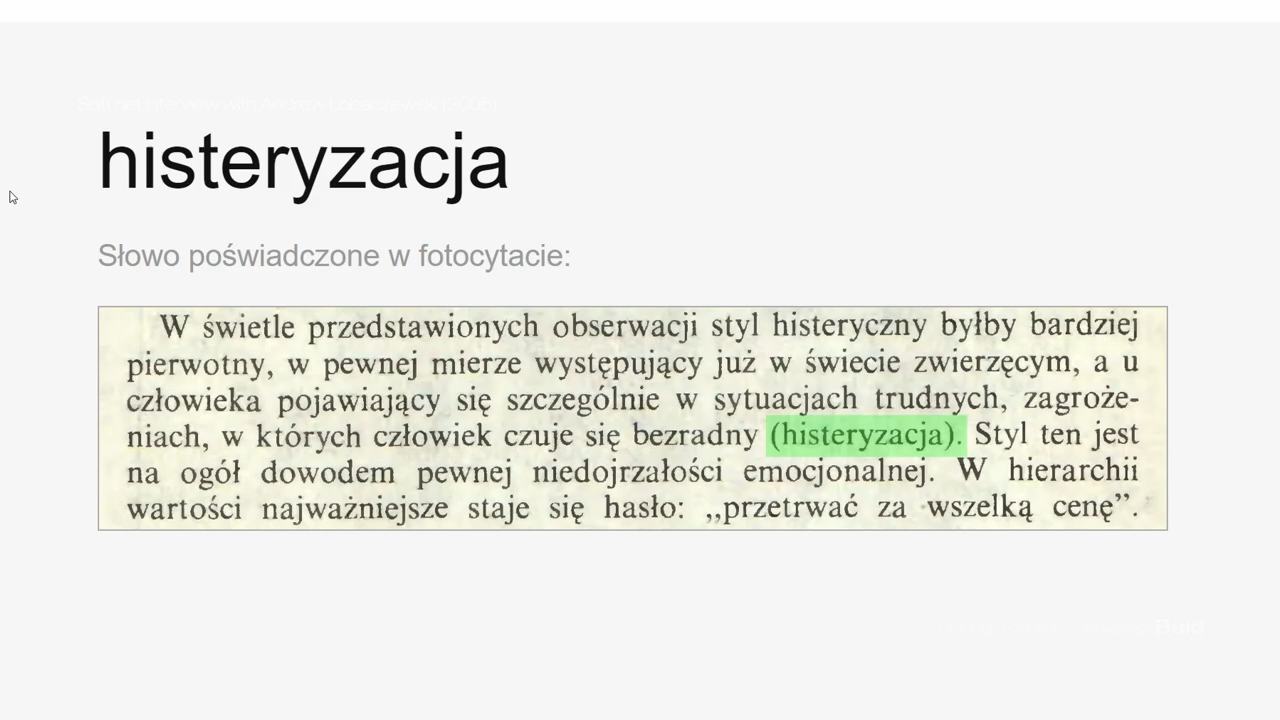 histeryzacja
Słowo poświadczone w fotocytacie:
W świetle przedstawionych obserwacji styl histeryczny byłby bardziej
pierwotny, w pewnej mierze występujący już w świecie zwierzęcym, a u
człowieka pojawiający się szczególnie w sytuacjach trudnych, zagroże-
niach, w których człowiek czuje się bezradny (histeryzacja). Styl ten jest
na ogół dowodem pewnej niedojrzałości emocjonalnej. W hierarchii
wartości najważniejsze staje się hasło: „przetrwać za wszelką cenę”.